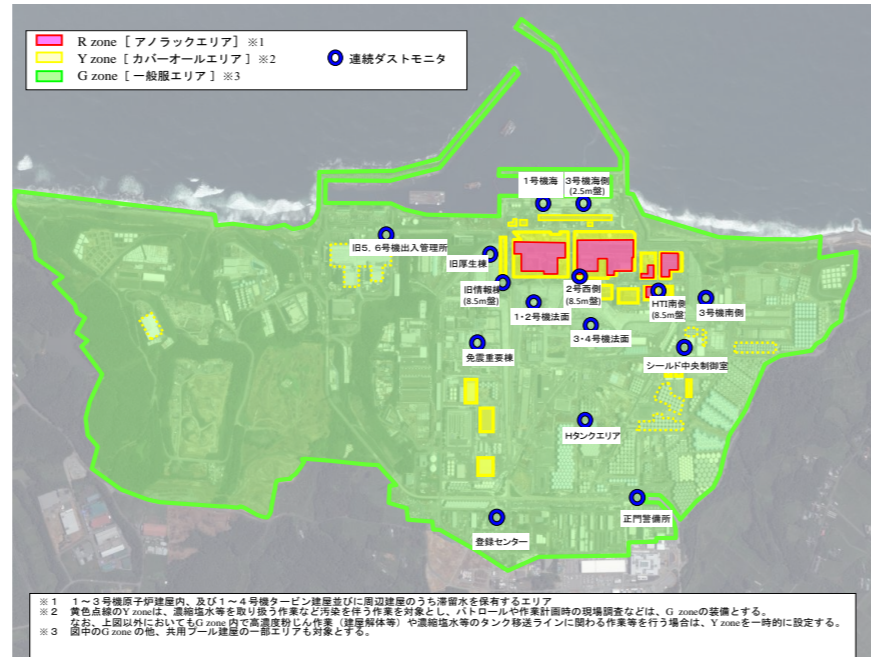 R zone [ アノラックエリア] ※1
Y zone [ カバーオールエリア ] ※2
G zone [ 一般服エリア ] ※3
連続ダストモニタ
1号機海
3号機海側
(2.5m盤)
旧5．6号機出入管理所
旧厚生棟
旧情報棟
(8.5m盤)
2号西側
(8.5m盤)
HTI南側
(8.5m盤)
3号機南側
1・2号機法面
3・4号機法面
免震重要棟
シールド中央制御室
Hタンクエリア
正門警備所
登録センター
※１　１～３号機原子炉建屋内、及び１～４号機タービン建屋並びに周辺建屋のうち滞留水を保有するエリア
※２　黄色点線のY zoneは、濃縮塩水等を取り扱う作業など汚染を伴う作業を対象とし、パトロールや作業計画時の現場調査などは、G zoneの装備とする。
なお、上図以外においてもG zone 内で高濃度粉じん作業（建屋解体等）や濃縮塩水等のタンク移送ラインに関わる作業等を行う場合は、Y zoneを一時的に設定する。
※３　図中のG zone の他、共用プール建屋の一部エリアも対象とする。